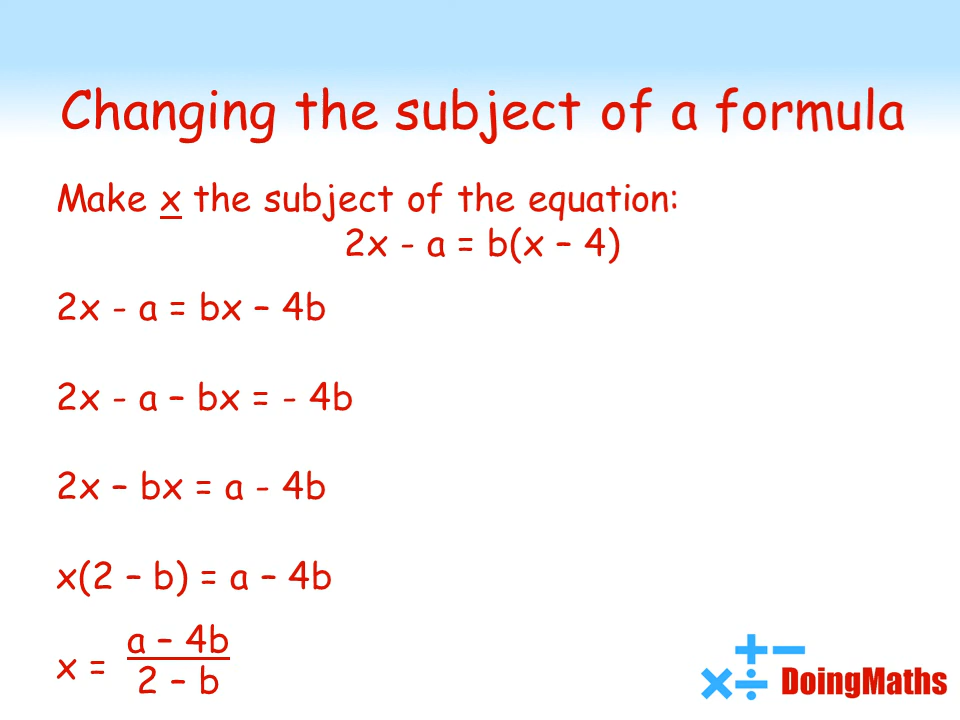 Changing the subject of a formula
Make x the subject of the equation:
2x - a = b(x – 4)
2x - a = bx – 4b
2x - a – bx = - 4b
2x – bx = a - 4b
x(2 – b) = a – 4b
x = a – 4b
2 – b
+ −
× ÷ DoingMaths